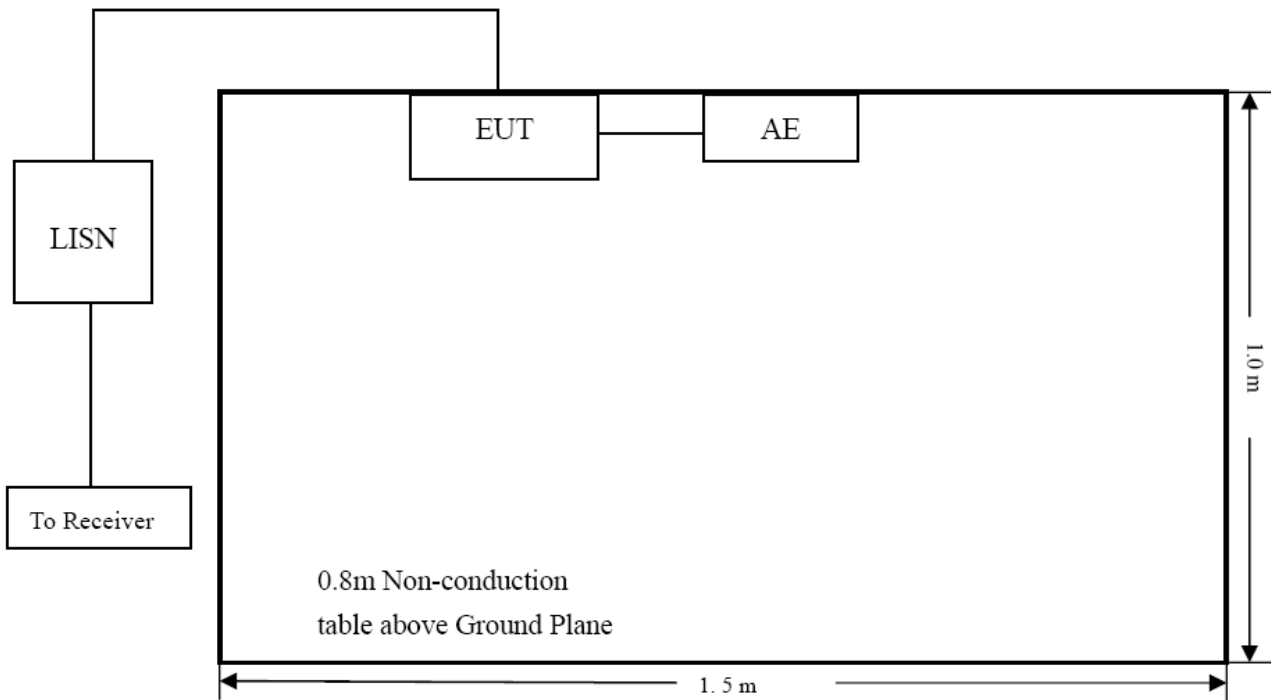 EUT
AE
LISN
1.0 m
To Receiver
0.8m Non-conduction
table above Ground Plane
1. 5 m